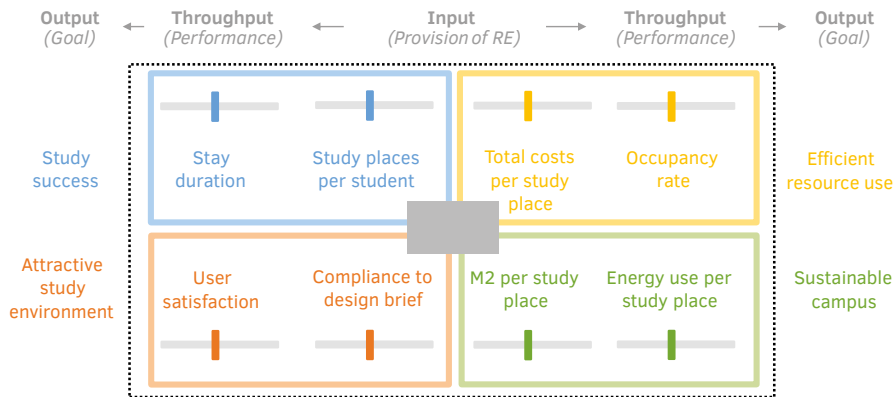 Output Throughput Input Throughput Output
(Goal) (Performance) (Provision of RE) (Performance) (Goal)
Study
success
Stay
duration
Study places
per student
Total costs
per study
place
Occupancy
rate
Efficient
resource use
Attractive
study
environment
User
satisfaction
Compliance to
design brief
M2 per study
place
Energy use per
study place
Sustainable
campus